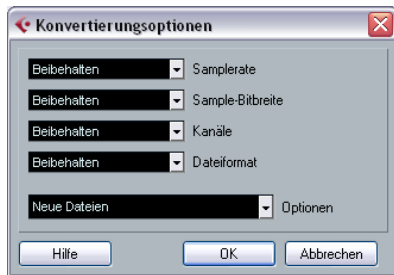 Konvertierungsoptionen
Beibehalten Samplerate
Beibehalten Sample-Bitbreite
Beibehalten Kanäle
Beibehalten Dateiformat
Neue Dateien Optionen
Hilfe OK Abbrechen